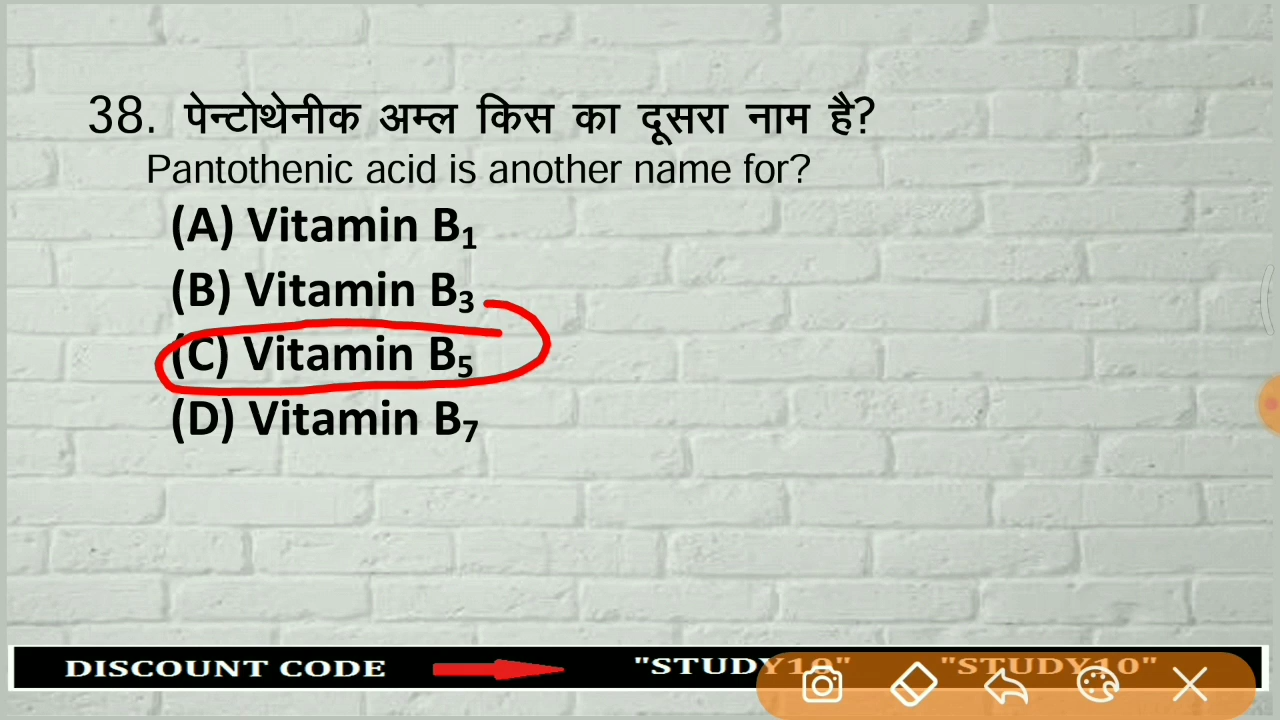 38. पेन्टोथेनीक अम्ल किस का दूसरा नाम है?
Pantothenic acid is another name for?
(A) Vitamin B₁
(B) Vitamin B₃
(C) Vitamin B₅
(D) Vitamin B₇
DISCOUNT CODE "STUDY10" "STUDY10"